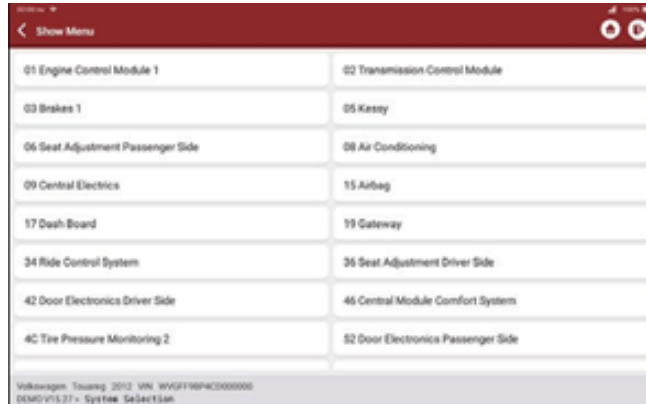 Show Menu
01 Engine Control Module 1
02 Transmission Control Module
03 Brakes 1
05 Kessy
06 Seat Adjustment Passenger Side
08 Air Conditioning
09 Central Electrics
15 Airbag
17 Dash Board
19 Gateway
34 Ride Control System
36 Seat Adjustment Driver Side
42 Door Electronics Driver Side
46 Central Module Comfort System
4C Tire Pressure Monitoring 2
52 Door Electronics Passenger Side
Volkswagen Touareg 2012 VIN
DEMO V15.27 > System Selection